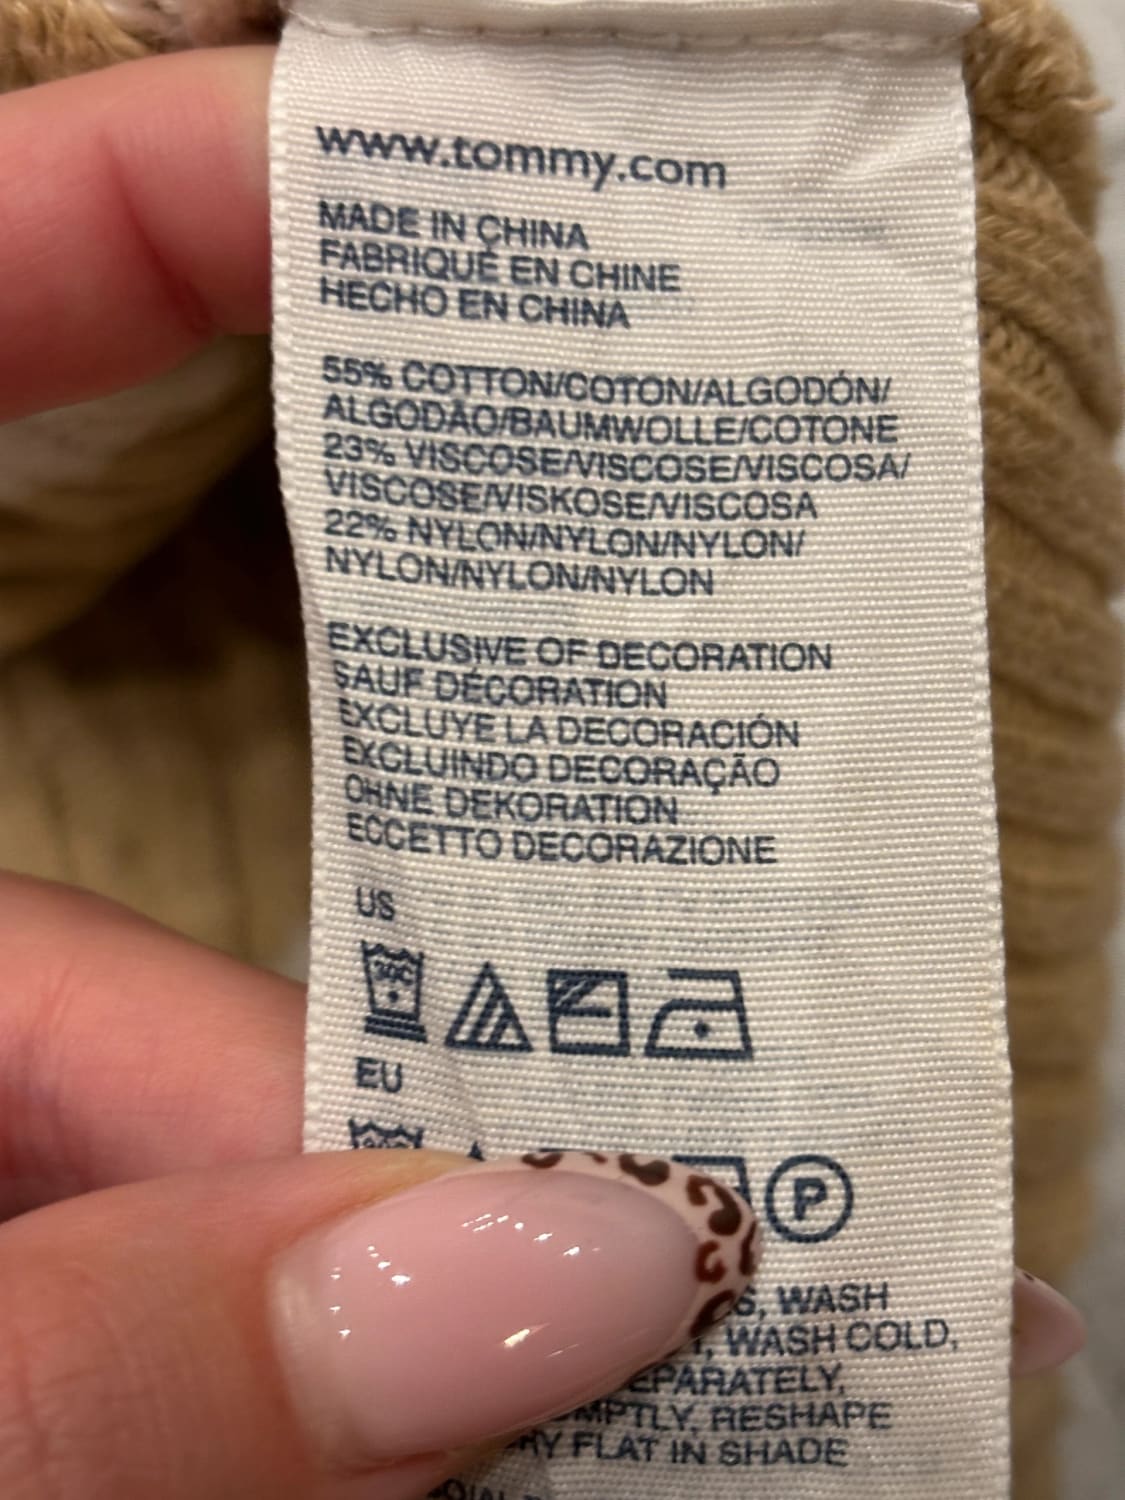 www.tommy.com
MADE IN CHINA
FABRIQUÉ EN CHINE
HECHO EN CHINA
55% COTTON/COTON/ALGODÓN/
ALGODÃO/BAUMWOLLE/COTONE
23% VISCOSE/VISCOSE/VISCOSA/
VISCOSE/VISKOSE/VISCOSA
22% NYLON/NYLON/NYLON/
NYLON/NYLON/NYLON
EXCLUSIVE OF DECORATION
SAUF DÉCORATION
EXCLUYE LA DECORACIÓN
EXCLUINDO DECORAÇÃO
OHNE DEKORATION
ECCETTO DECORAZIONE
US
30C
EU
P
WASH
WASH COLD,
EPARATELY,
MPTLY, RESHAPE
RY FLAT IN SHADE